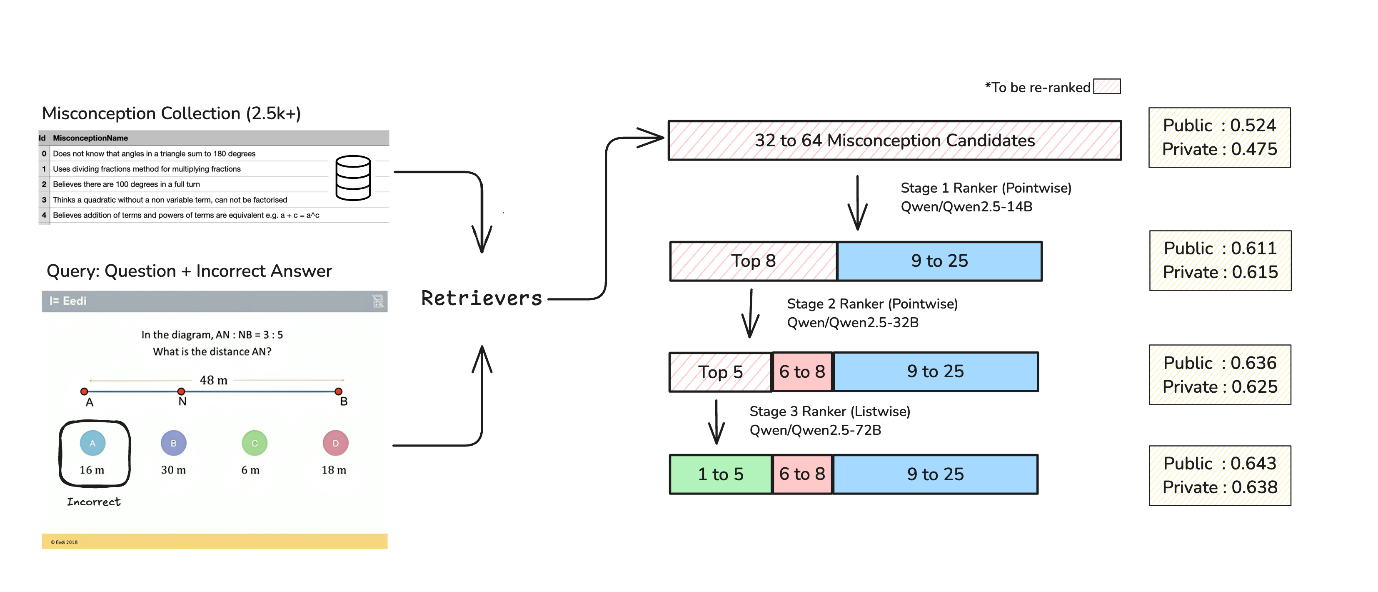 *To be re-ranked
Misconception Collection (2.5k+)
Id MisconceptionName
0 Does not know that angles in a triangle sum to 180 degrees
1 Uses dividing fractions method for multiplying fractions
2 Believes there are 100 degrees in a full turn
3 Thinks a quadratic without a non variable term, can not be factorised
4 Believes addition of terms and powers of terms are equivalent e.g. a + c = a^c
Query: Question + Incorrect Answer
Eedi
In the diagram, AN : NB = 3 : 5
What is the distance AN?
48 m
A N B
A B C D
16 m 30 m 6 m 18 m
Incorrect
© Eedi 2018
Retrievers
32 to 64 Misconception Candidates
Public : 0.524
Private : 0.475
Stage 1 Ranker (Pointwise)
Qwen/Qwen2.5-14B
Top 8 9 to 25
Public : 0.611
Private : 0.615
Stage 2 Ranker (Pointwise)
Qwen/Qwen2.5-32B
Top 5 6 to 8 9 to 25
Public : 0.636
Private : 0.625
Stage 3 Ranker (Listwise)
Qwen/Qwen2.5-72B
1 to 5 6 to 8 9 to 25
Public : 0.643
Private : 0.638